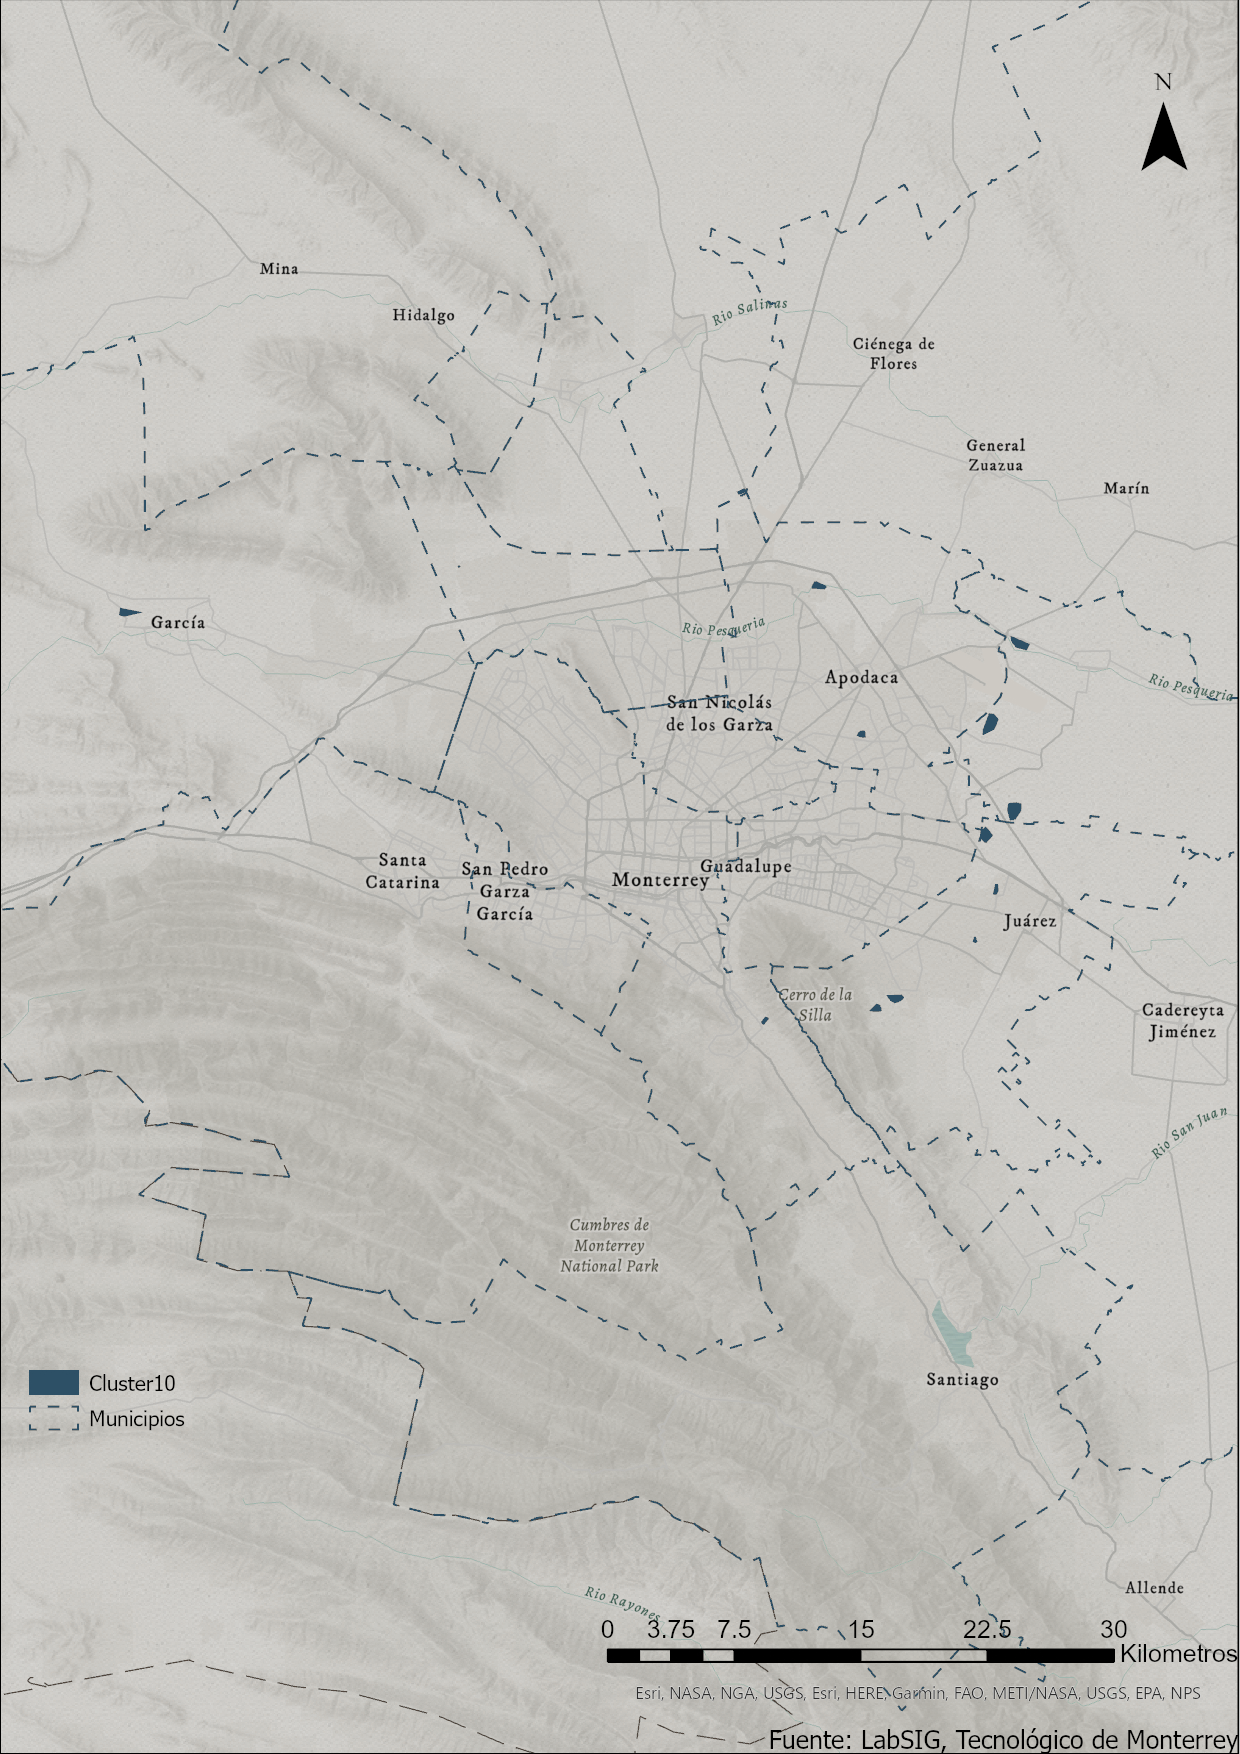 N
Mina
Rio Salinas
Hidalgo
Ciénega de
Flores
General
Zuazua
Marín
García
Rio Pesqueria
Apodaca
Rio Pesqueria
San Nicolás
de los Garza
Santa
Catarina
San Pedro
Garza
García
Monterrey
Guadalupe
Juárez
Cerro de la
Silla
Cadereyta
Jiménez
Rio San Juan
Cumbres de
Monterrey
National Park
Santiago
Cluster10
Municipios
Allende
Rio Rayones
0 3.75 7.5 15 22.5 30
Kilometros
Esri, NASA, NGA, USGS, Esri, HERE, Garmin, FAO, METI/NASA, USGS, EPA, NPS
Fuente: LabSIG, Tecnológico de Monterrey